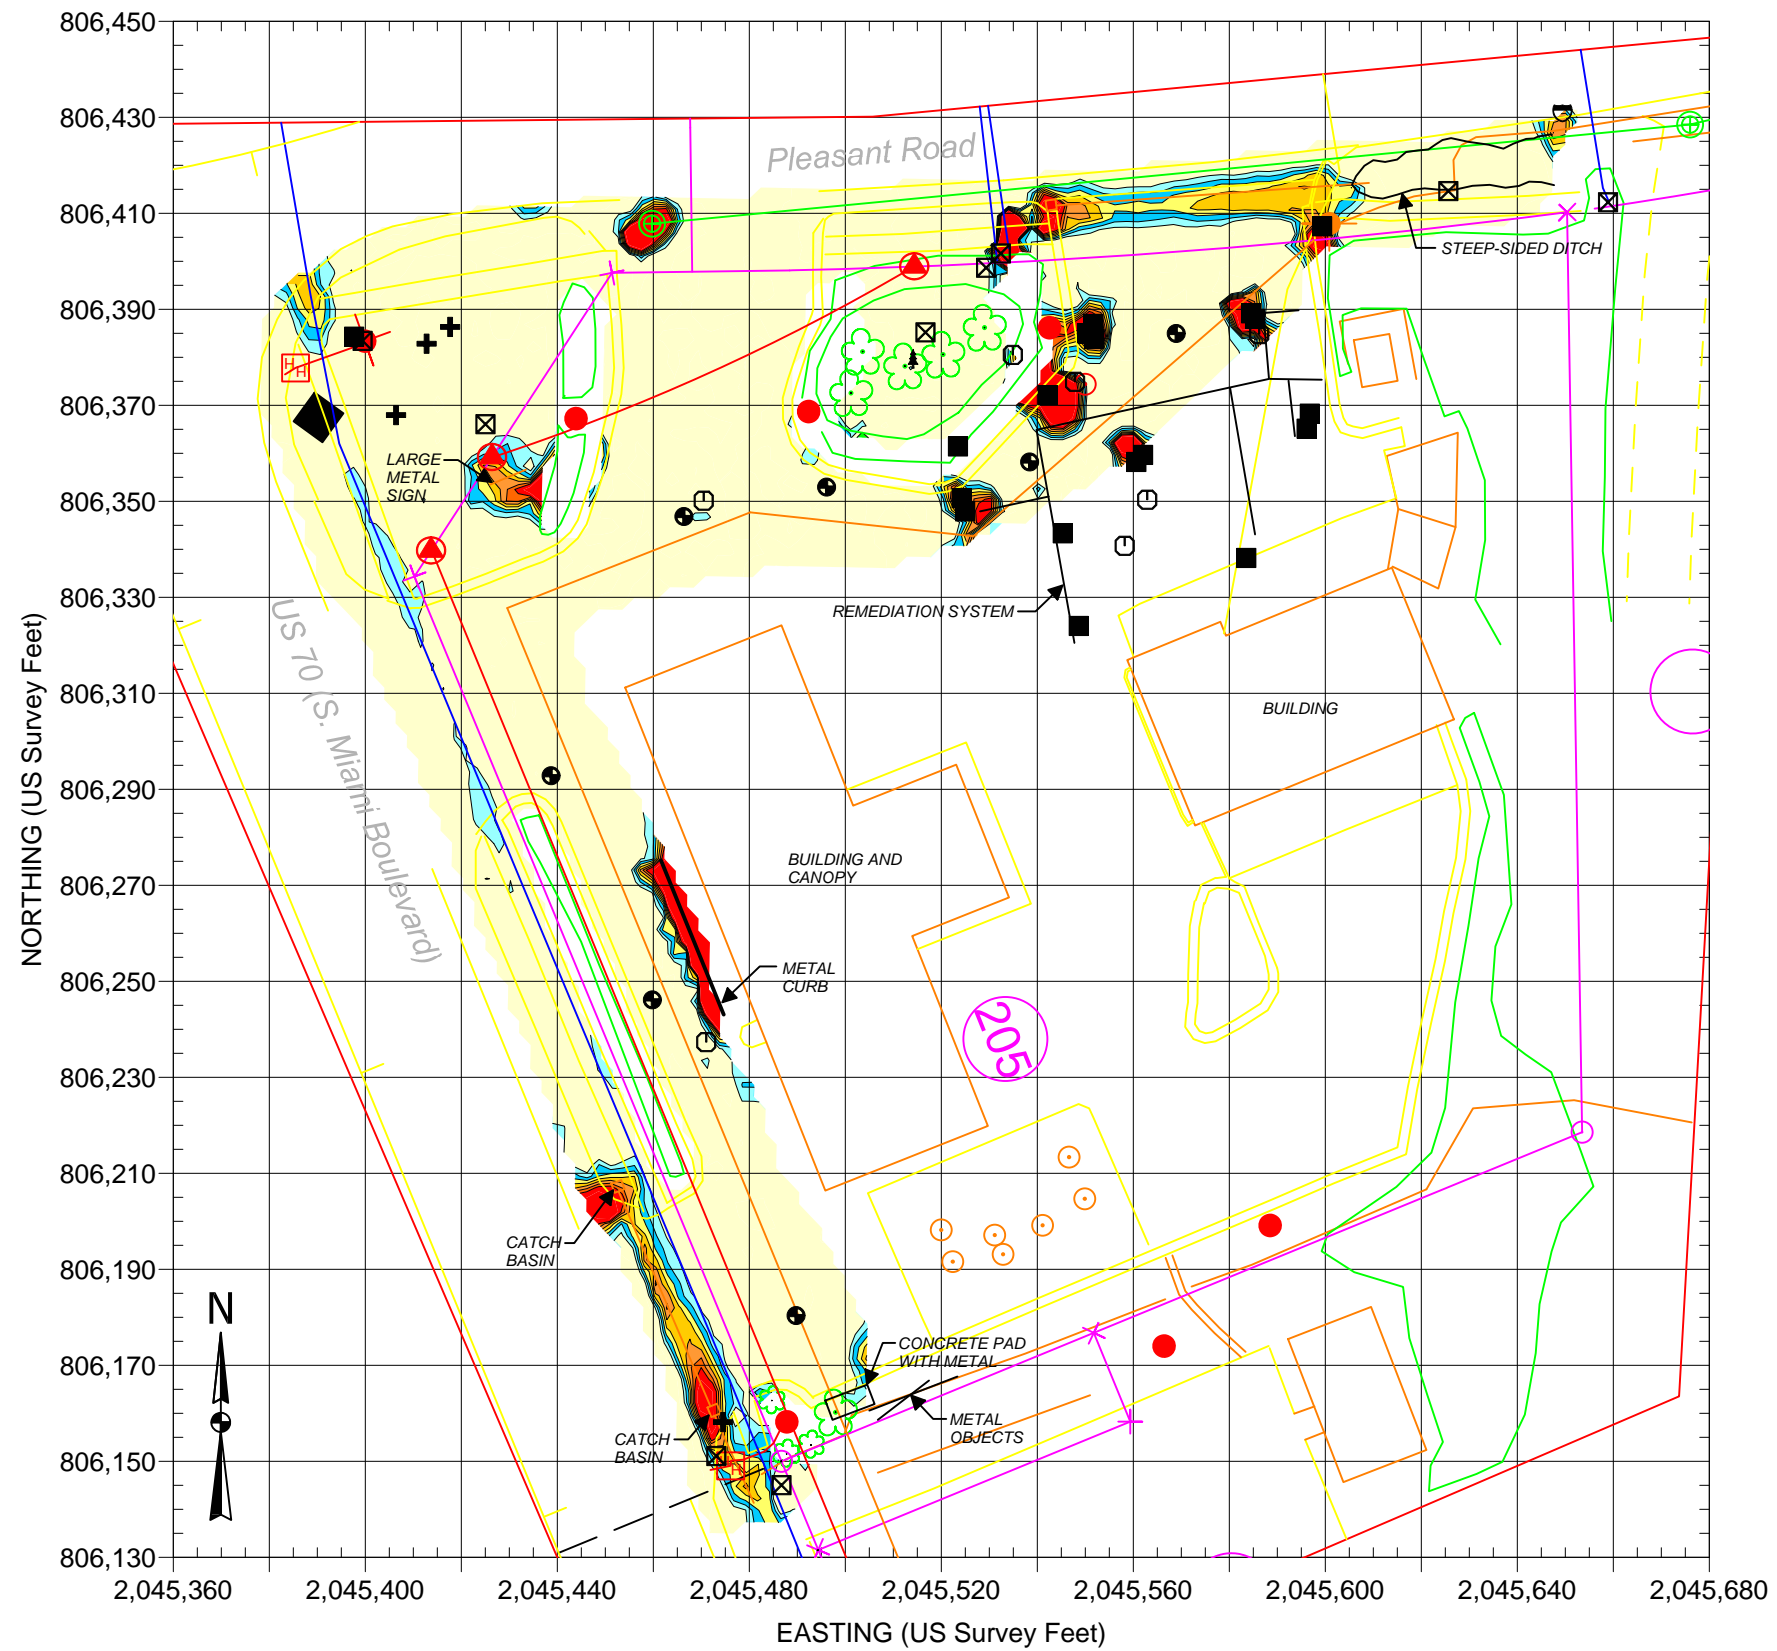 806,450
806,430
806,410
806,390
806,370
806,350
806,330
806,310
806,290
806,270
806,250
806,230
806,210
806,190
806,170
806,150
806,130
NORTHING (US Survey Feet)
Pleasant Road
STEEP-SIDED DITCH
H
H
LARGE
METAL
SIGN
US 70 (S. Miami Boulevard)
REMEDIATION SYSTEM
BUILDING
BUILDING AND
CANOPY
METAL
CURB
205
CATCH
BASIN
N
CONCRETE PAD
WITH METAL
METAL
OBJECTS
CATCH
BASIN
H
2,045,360
2,045,400
2,045,440
2,045,480
2,045,520
2,045,560
2,045,600
2,045,640
2,045,680
EASTING (US Survey Feet)